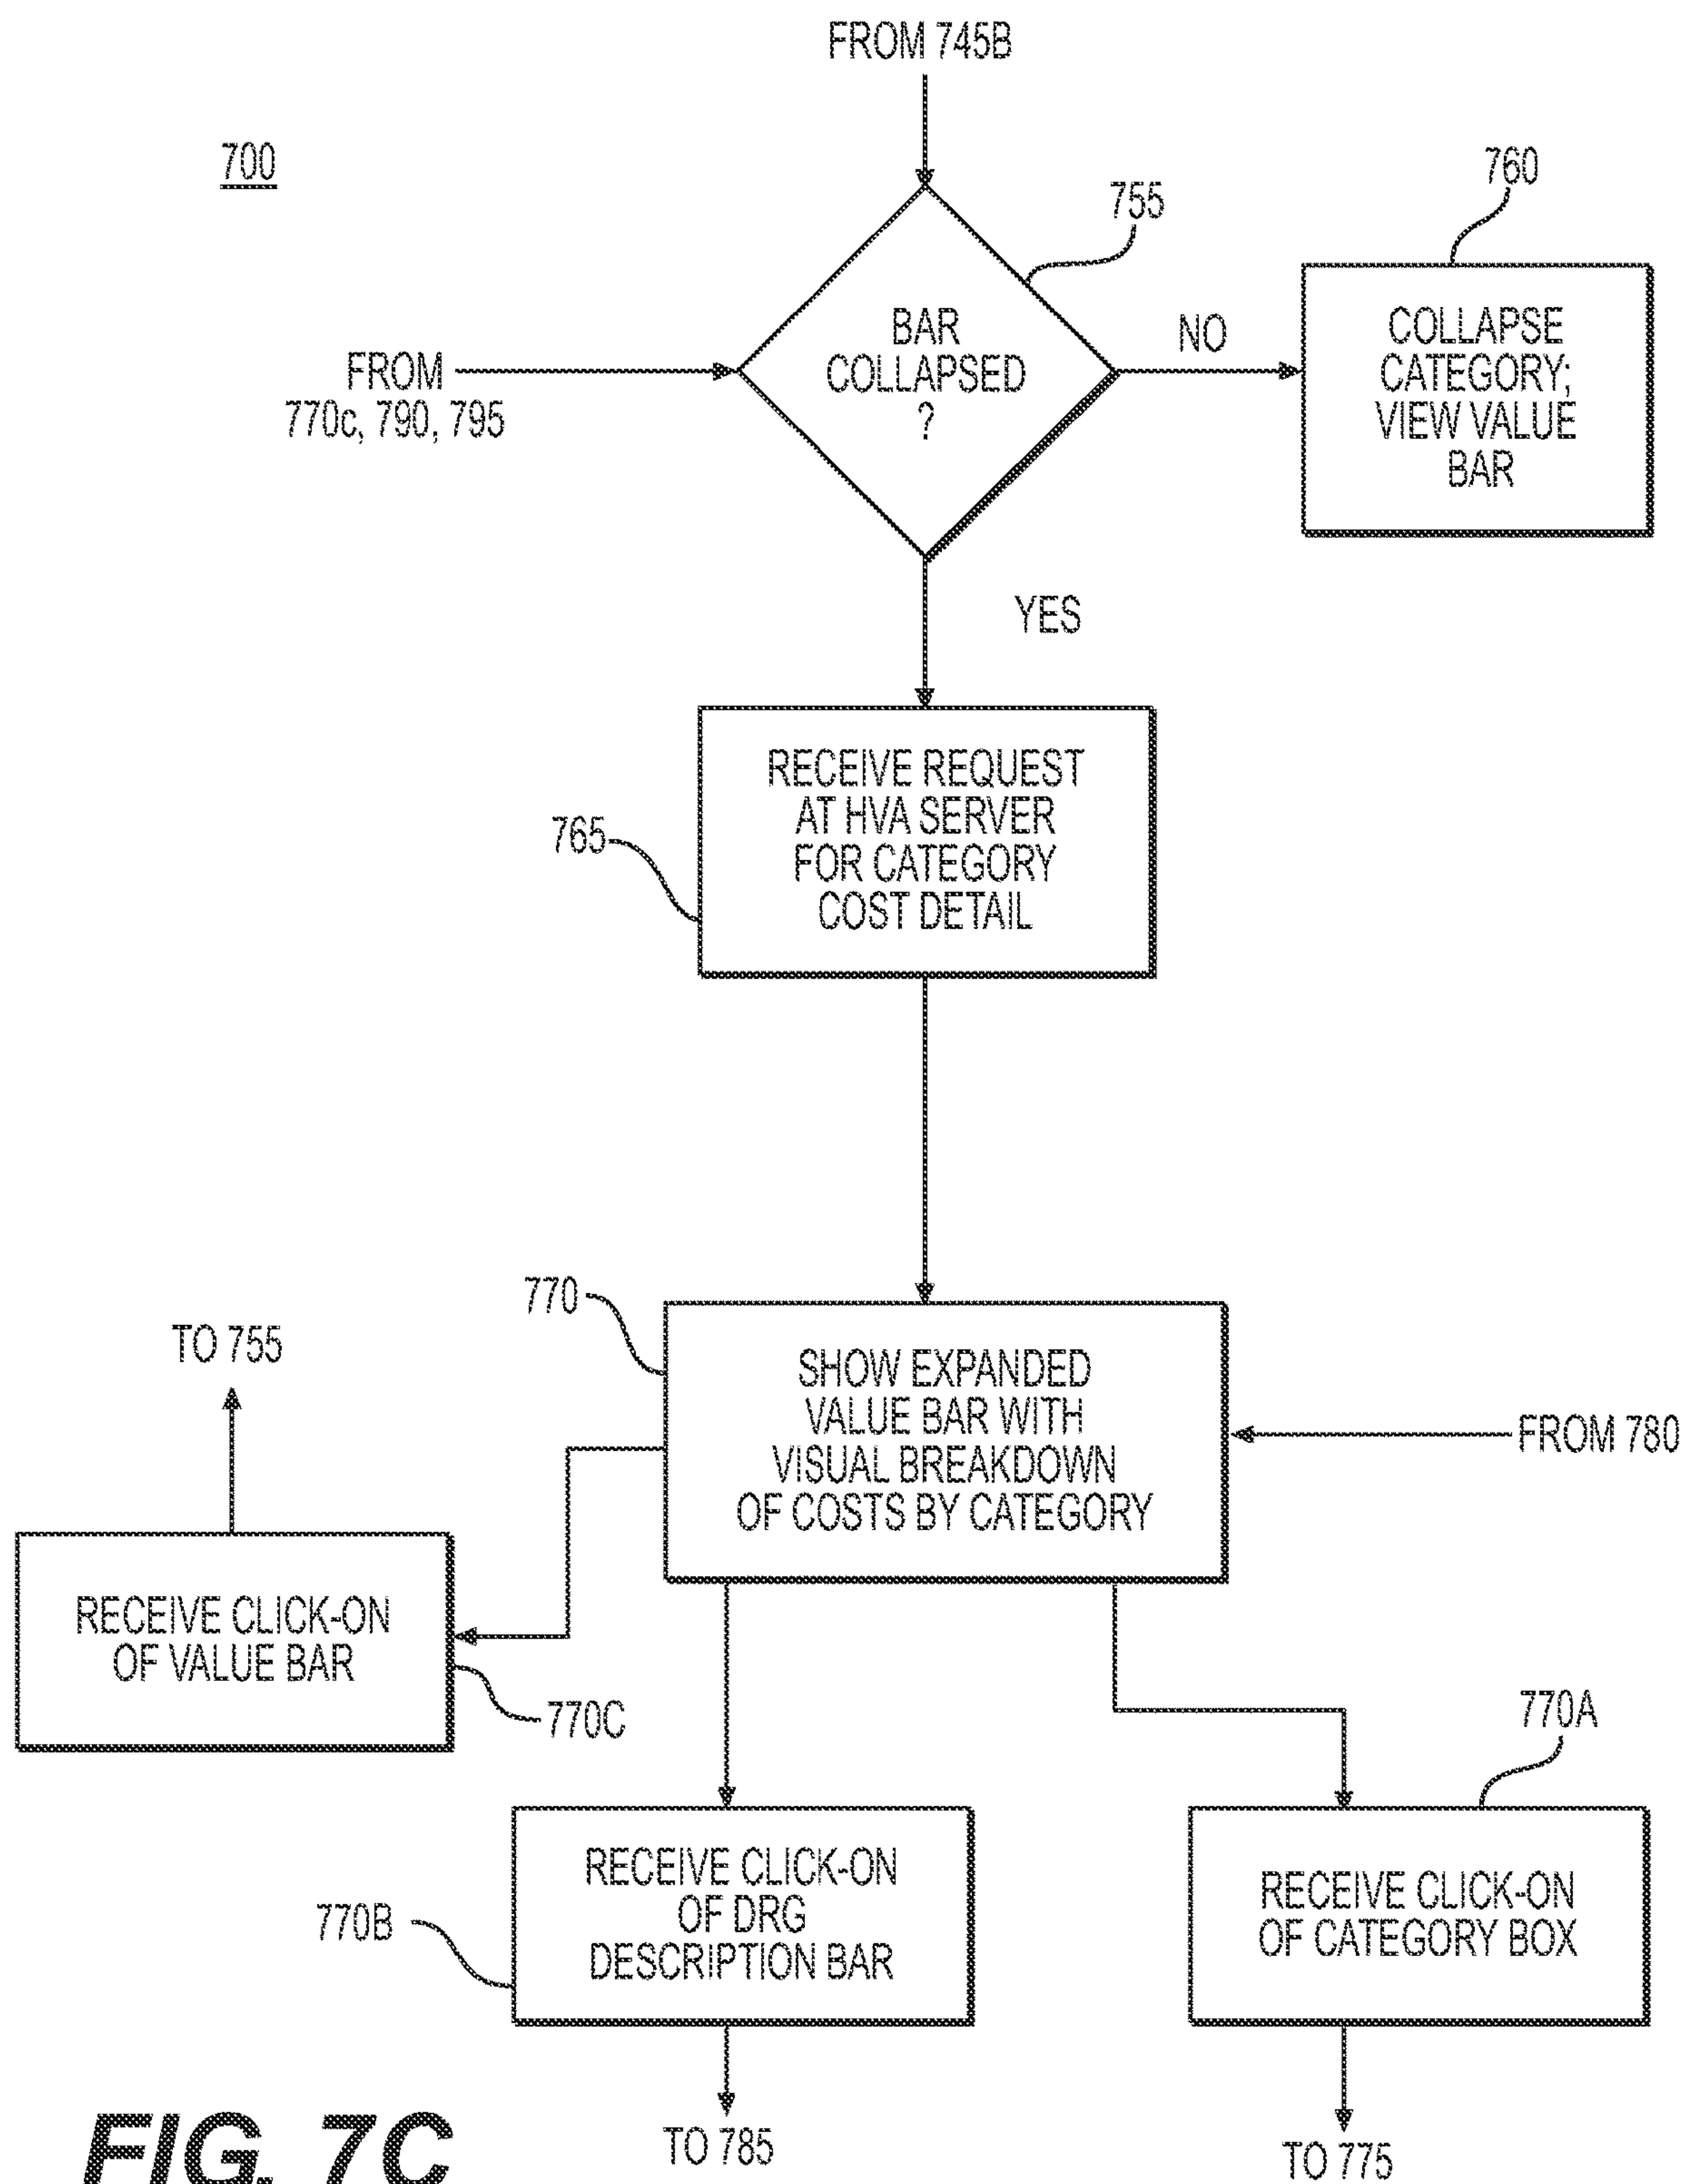 FROM 745B
700
755
760
BAR
COLLAPSED
?
NO
COLLAPSE
CATEGORY;
VIEW VALUE
BAR
FROM
770c, 790, 795
YES
765
RECEIVE REQUEST
AT HVA SERVER
FOR CATEGORY
COST DETAIL
770
TO 755
SHOW EXPANDED
VALUE BAR WITH
VISUAL BREAKDOWN
OF COSTS BY CATEGORY
FROM 780
RECEIVE CLICK-ON
OF VALUE BAR
770C
770A
770B
RECEIVE CLICK-ON
OF DRG
DESCRIPTION BAR
RECEIVE CLICK-ON
OF CATEGORY BOX
TO 785
TO 775
FIG. 7C